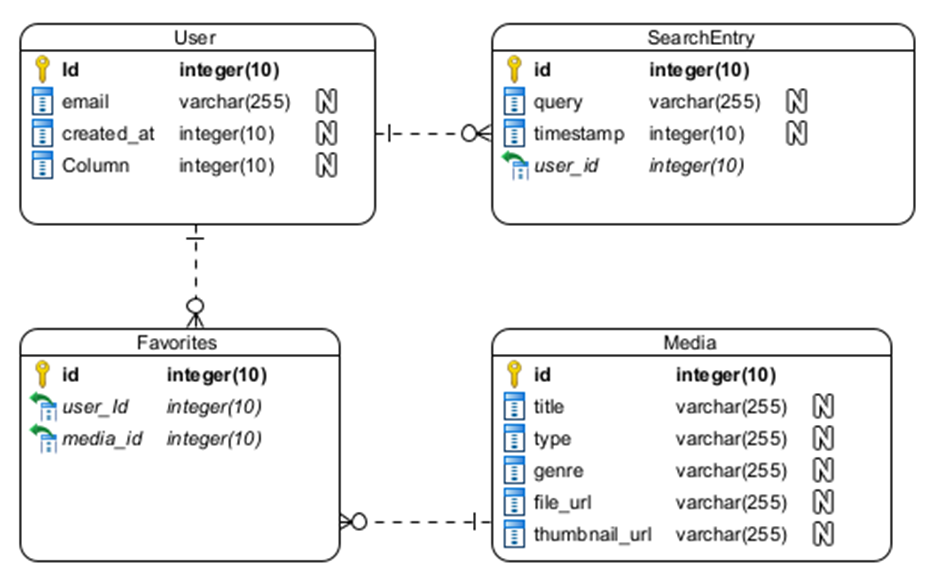 User
Id integer(10)
email varchar(255) N
created_at integer(10) N
Column integer(10) N
SearchEntry
id integer(10)
query varchar(255) N
timestamp integer(10) N
user_id integer(10)
Favorites
id integer(10)
user_Id integer(10)
media_id integer(10)
Media
id integer(10)
title varchar(255) N
type varchar(255) N
genre varchar(255) N
file_url varchar(255) N
thumbnail_url varchar(255) N